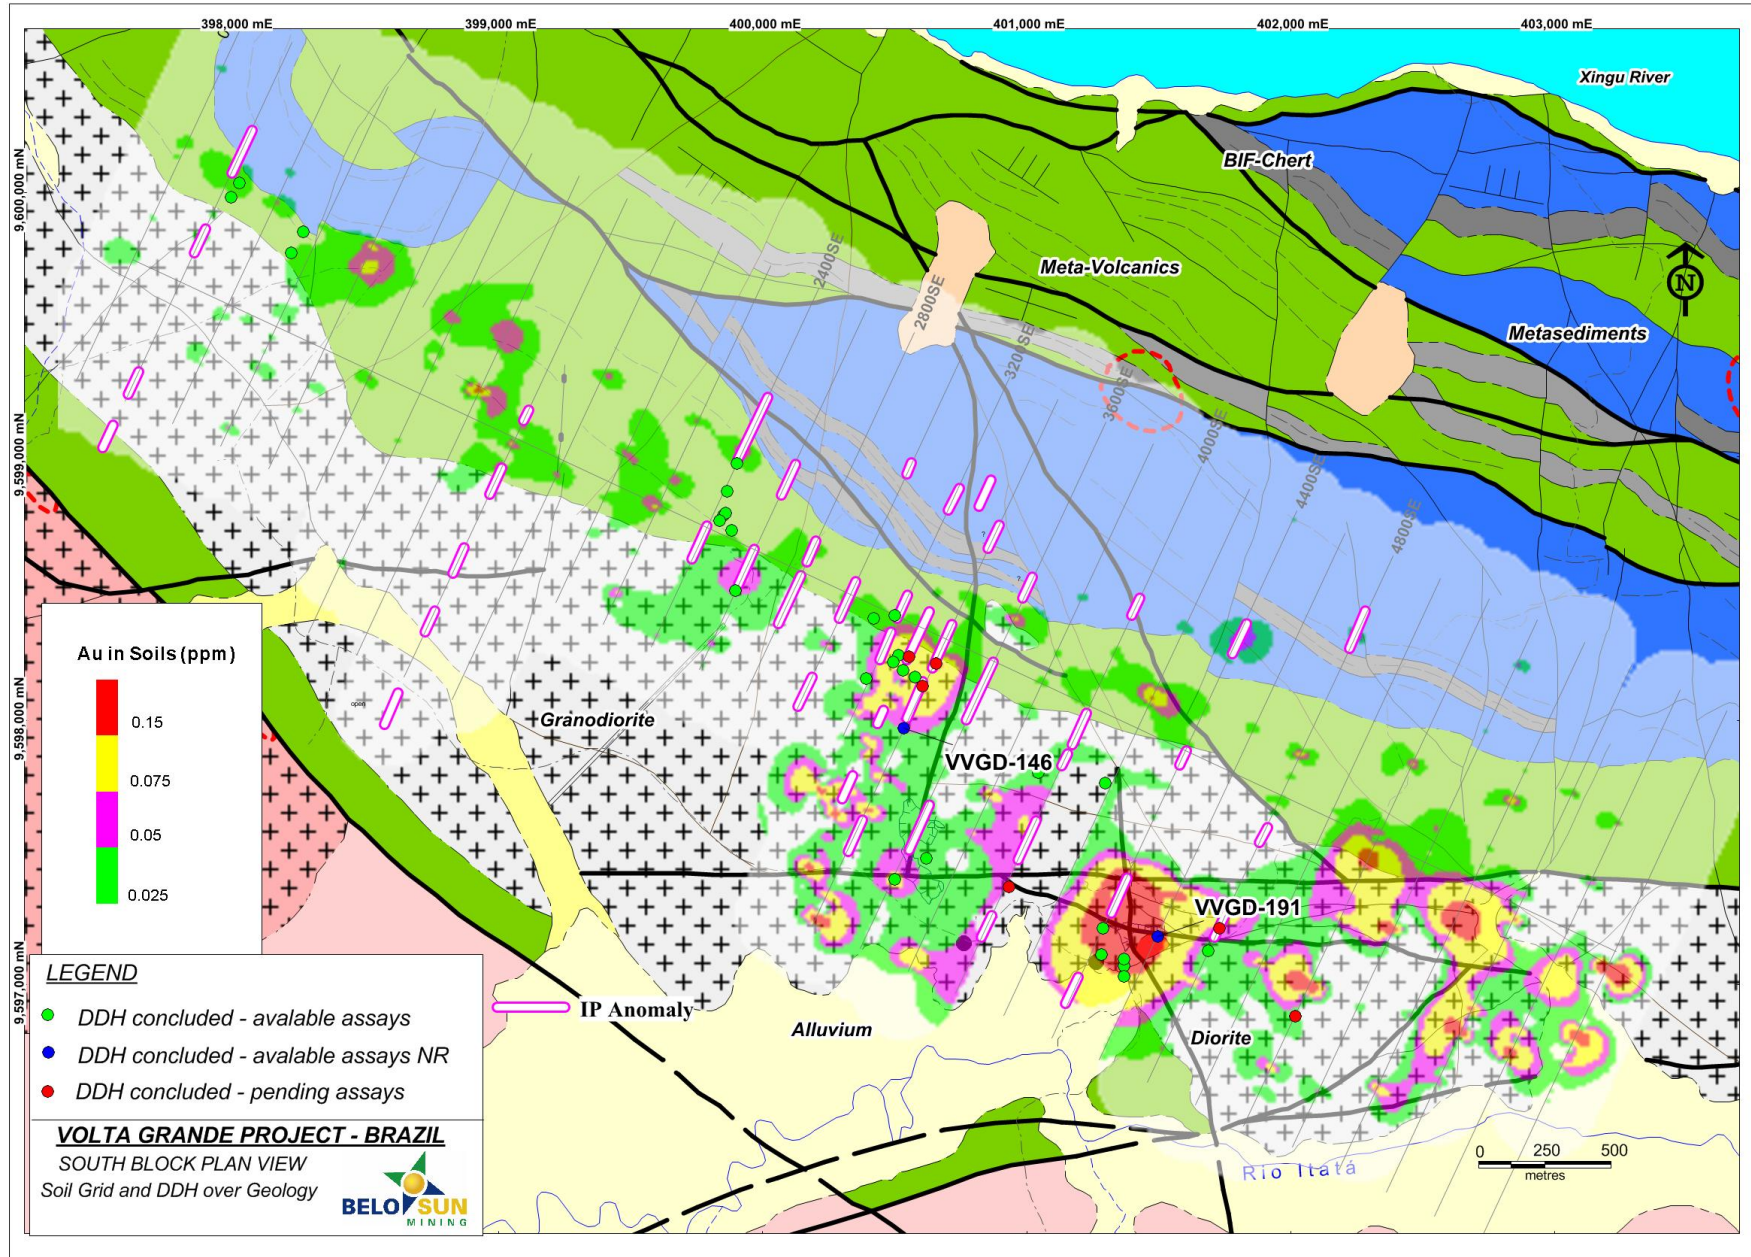 398,000 mE
399,000 mE
400,000 mE
401,000 mE
402,000 mE
403,000 mE
Xingu River
BIF-Chert
9,600,000 mN
Meta-Volcanics
2400SE
2800SE
N
Metasediments
3200SE
3600SE
4000SE
9,599,000 mN
4400SE
4800SE
?
?
Au in Soils (ppm)
0.15
0.075
0.05
0.025
open
9,598,000 mN
Granodiorite
VVGD-146
VVGD-191
9,597,000 mN
LEGEND
DDH concluded - avalable assays
DDH concluded - avalable assays NR
DDH concluded - pending assays
IP Anomaly
Alluvium
Diorite
VOLTA GRANDE PROJECT - BRAZIL
SOUTH BLOCK PLAN VIEW
Soil Grid and DDH over Geology
BELO SUN
MINING
Rio Itatá
0 250 500
metres